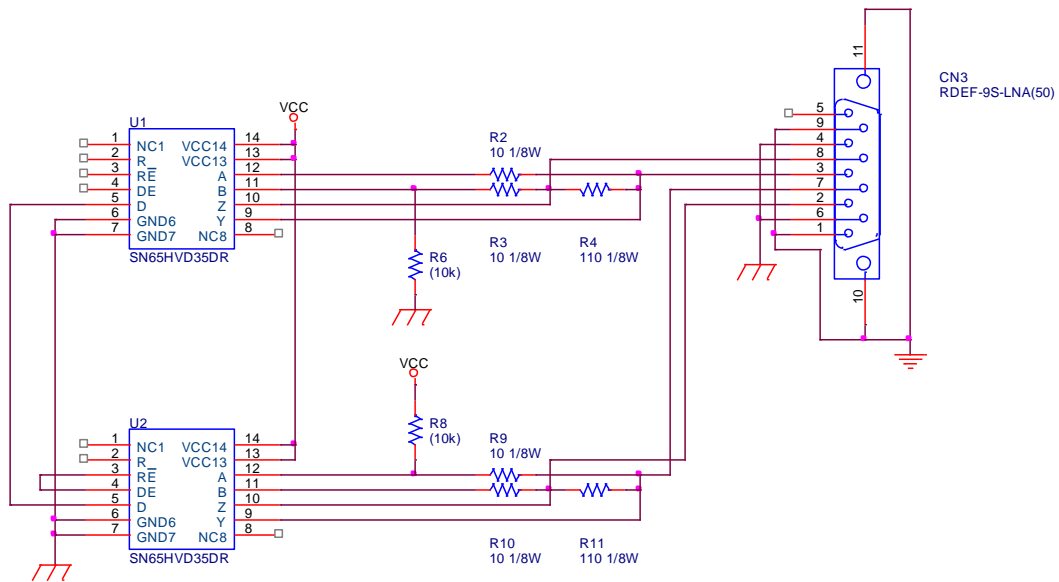 U1
1 NC1 VCC14 14
2 R VCC13 13
3 RE A 12
4 DE B 11
5 D Z 10
6 GND6 Y 9
7 GND7 NC8 8
SN65HVD35DR
VCC
R2
10 1/8W
R3
10 1/8W
R4
110 1/8W
R6
(10k)
11
5
9
4
8
3
7
2
6
1
10
CN3
RDEF-9S-LNA(50)
VCC
R8
(10k)
U2
1 NC1 VCC14 14
2 R VCC13 13
3 RE A 12
4 DE B 11
5 D Z 10
6 GND6 Y 9
7 GND7 NC8 8
SN65HVD35DR
R9
10 1/8W
R10
10 1/8W
R11
110 1/8W